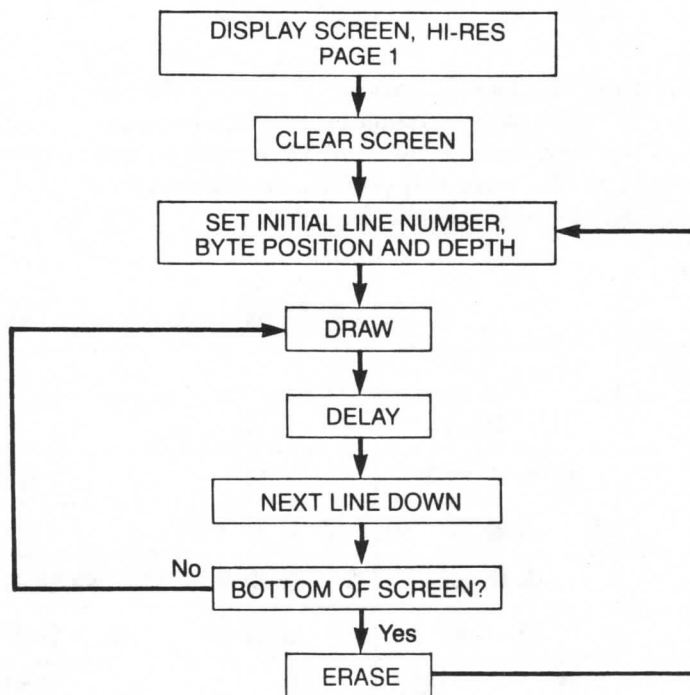 DISPLAY SCREEN, HI-RES
PAGE 1
CLEAR SCREEN
SET INITIAL LINE NUMBER,
BYTE POSITION AND DEPTH
DRAW
DELAY
NEXT LINE DOWN
No
BOTTOM OF SCREEN?
Yes
ERASE